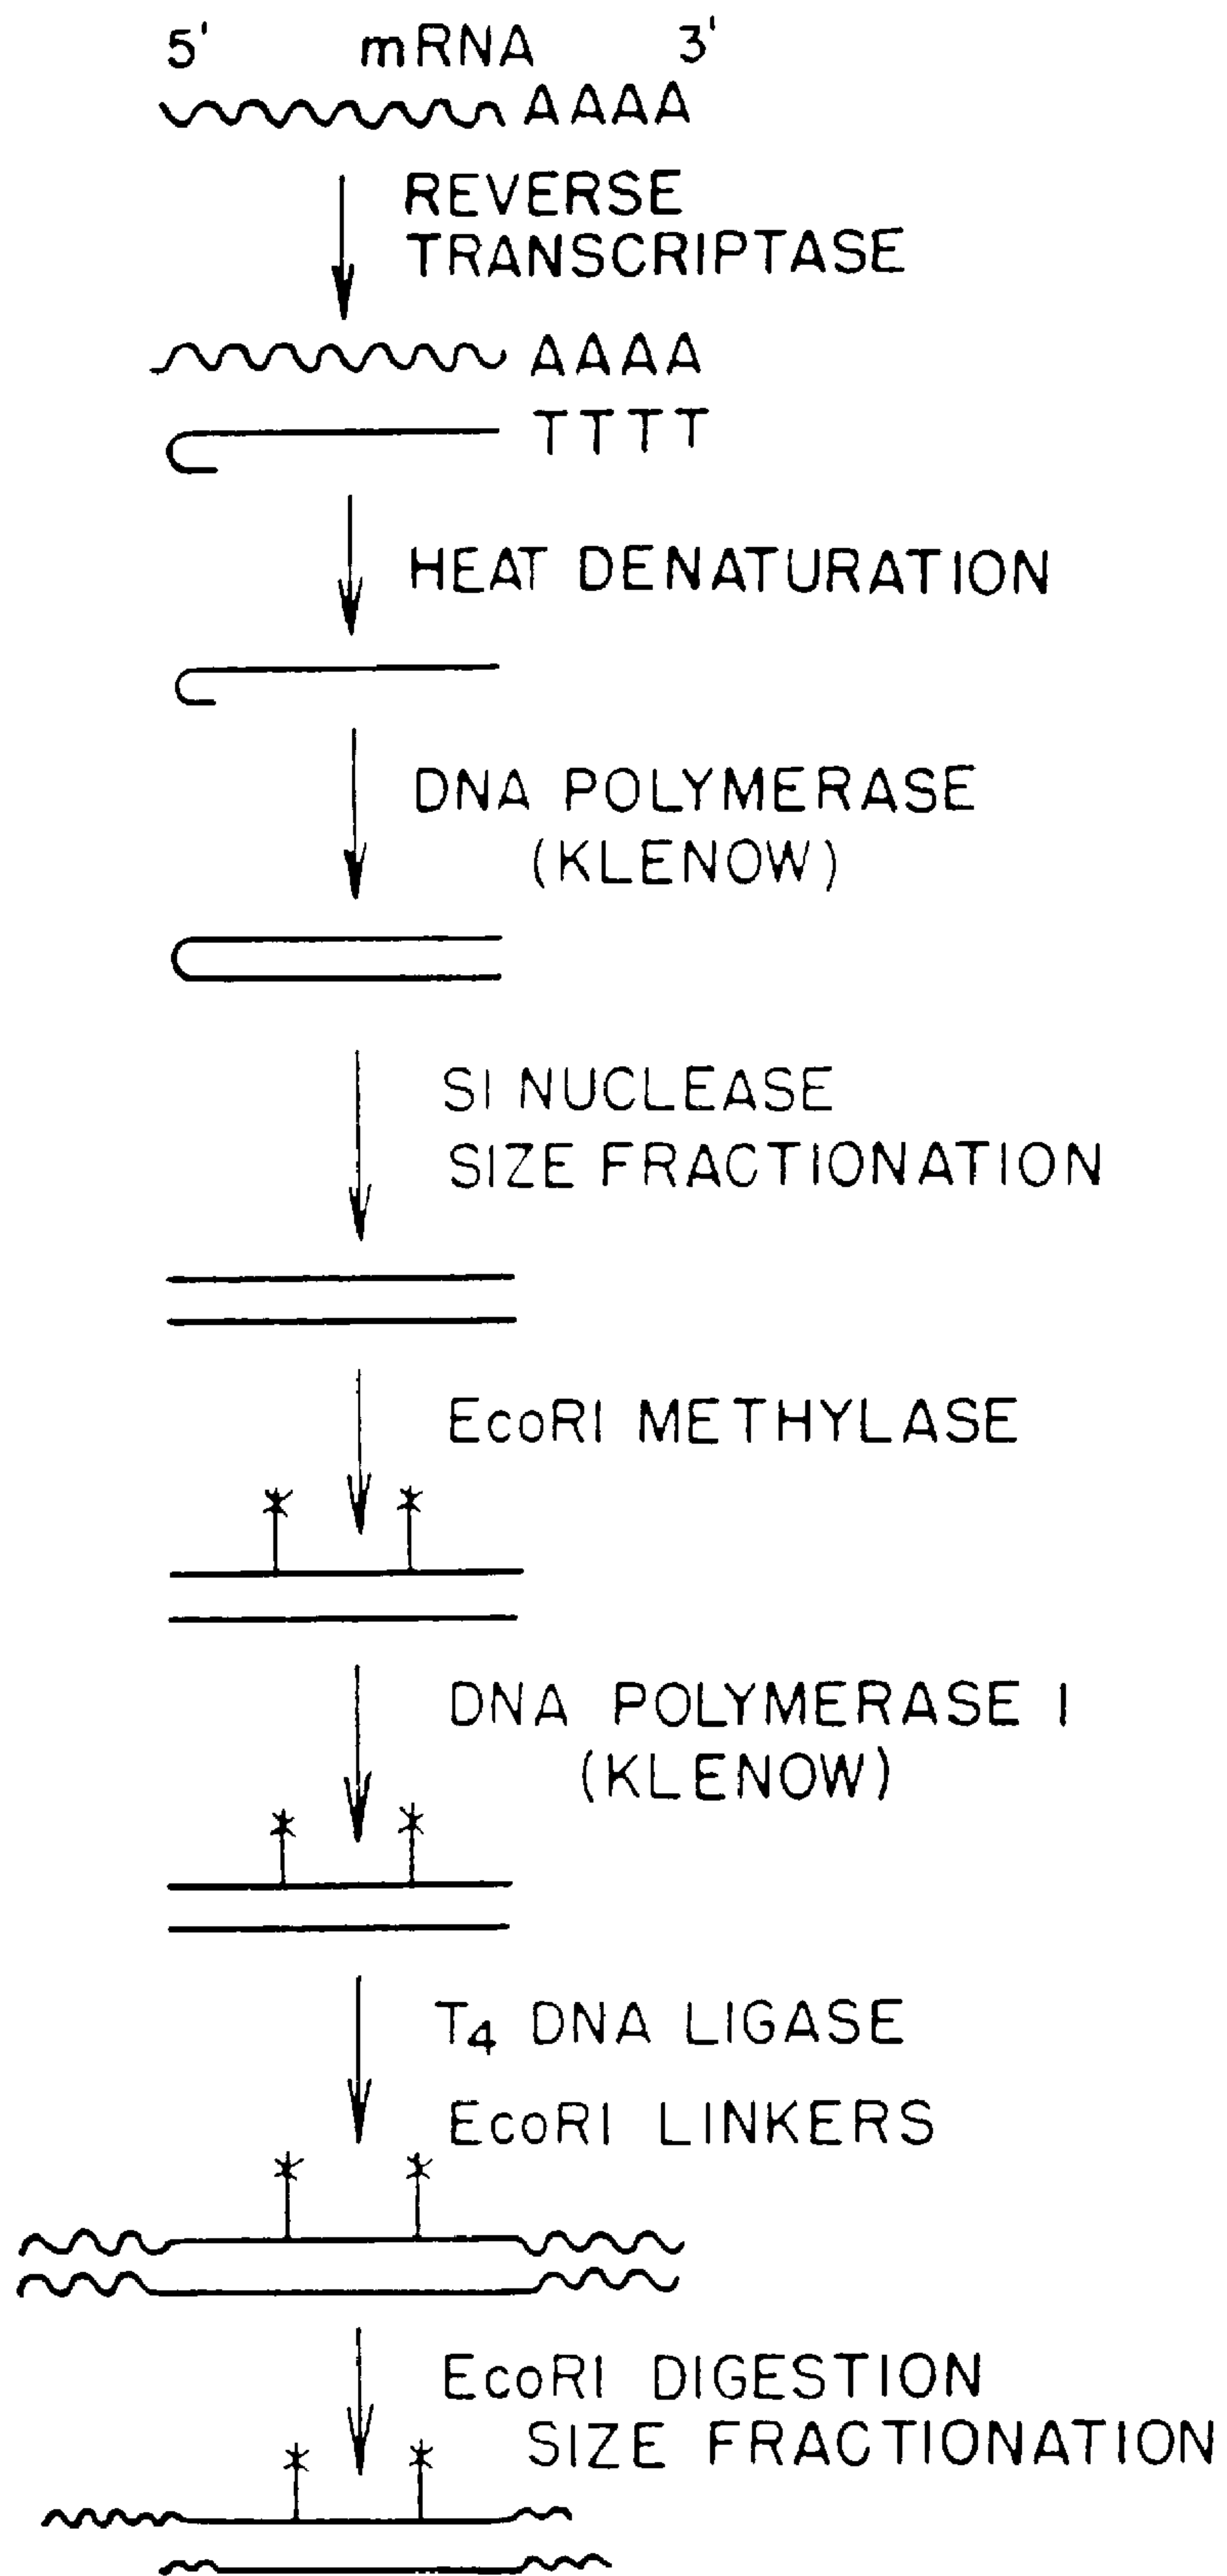 5' mRNA 3'
AAAA
REVERSE
TRANSCRIPTASE
AAAA
TTTT
HEAT DENATURATION
DNA POLYMERASE
(KLENOW)
SI NUCLEASE
SIZE FRACTIONATION
EcoRI METHYLASE
DNA POLYMERASE I
(KLENOW)
T4 DNA LIGASE
EcoRI LINKERS
EcoRI DIGESTION
SIZE FRACTIONATION